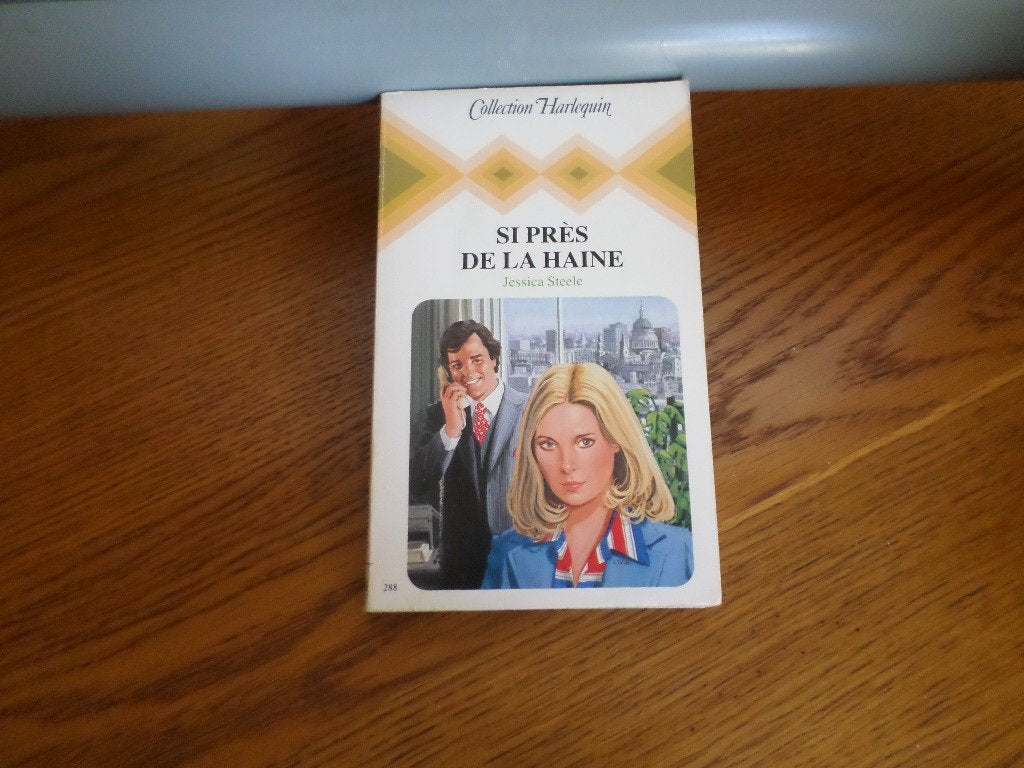 Collection Harlequin
SI PRÈS
DE LA HAINE
Jessica Steele
288